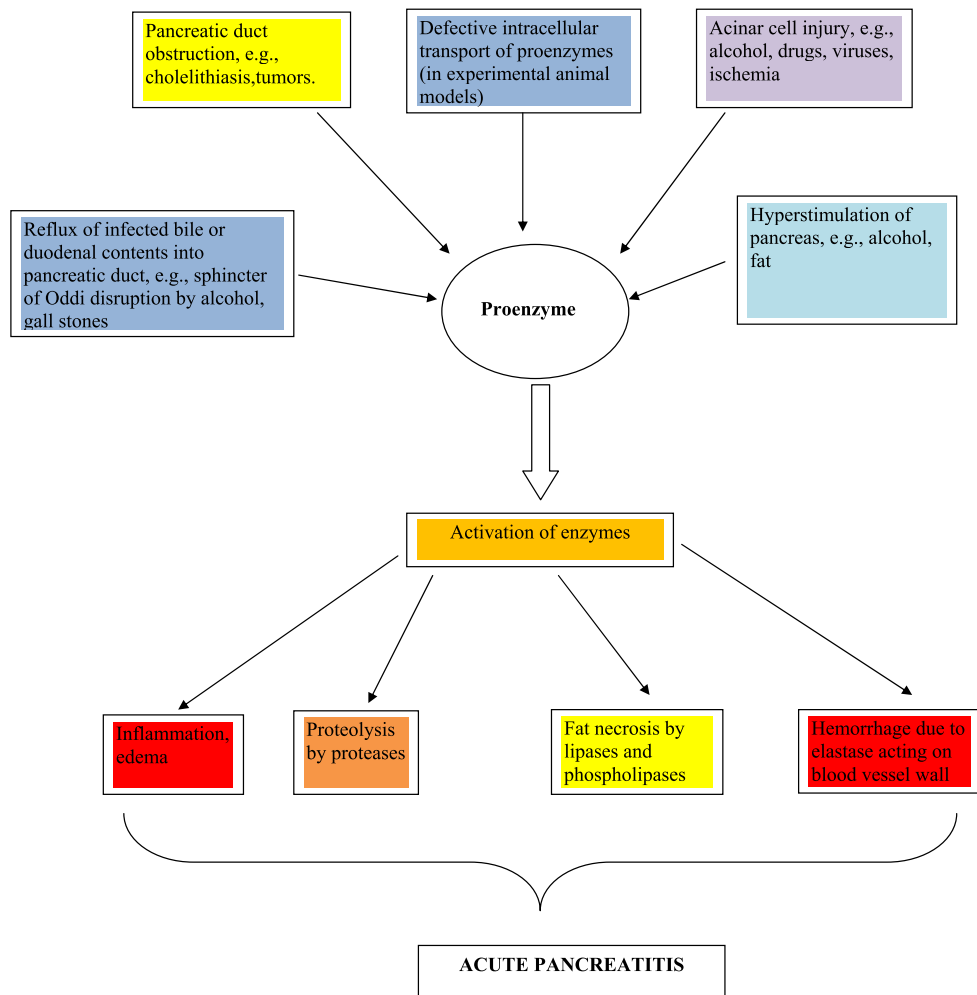 Pancreatic duct
obstruction, e.g.,
cholelithiasis,tumors.
Defective intracellular
transport of proenzymes
(in experimental animal
models)
Acinar cell injury, e.g.,
alcohol, drugs, viruses,
ischemia
Reflux of infected bile or
duodenal contents into
pancreatic duct, e.g., sphincter
of Oddi disruption by alcohol,
gall stones
Hyperstimulation of
pancreas, e.g., alcohol,
fat
Proenzyme
Activation of enzymes
Inflammation,
edema
Proteolysis
by proteases
Fat necrosis by
lipases and
phospholipases
Hemorrhage due to
elastase acting on
blood vessel wall
ACUTE PANCREATITIS